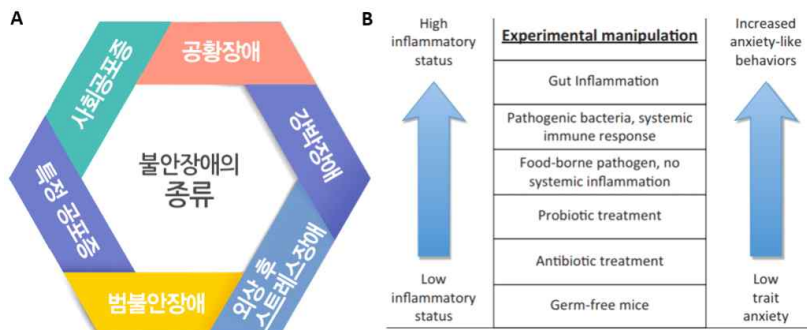 A
공황장애
강박장애
외상 후
스트레스장애
범불안장애
특정 공포증
사회공포증
불안장애의
종류
B
High
inflammatory
status
Low
inflammatory
status
Experimental manipulation
Gut Inflammation
Pathogenic bacteria, systemic
immune response
Food-borne pathogen, no
systemic inflammation
Probiotic treatment
Antibiotic treatment
Germ-free mice
Increased
anxiety-like
behaviors
Low
trait
anxiety